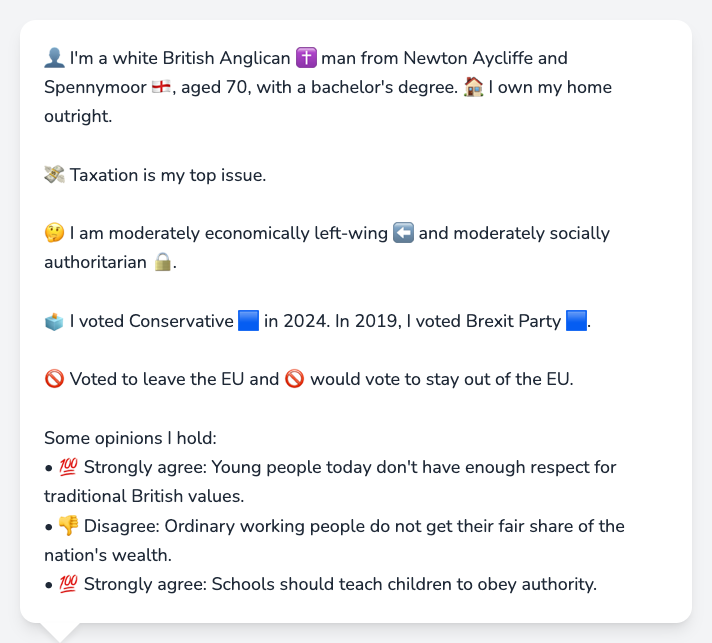 👤 I'm a white British Anglican ✝️ man from Newton Aycliffe and
Spennymoor 🏴󠁧󠁢󠁥󠁮󠁧󠁿, aged 70, with a bachelor's degree. 🏠 I own my home
outright.
💸 Taxation is my top issue.
🤔 I am moderately economically left-wing ⬅️ and moderately socially
authoritarian 🔒.
🗳️ I voted Conservative 🟦 in 2024. In 2019, I voted Brexit Party 🟦.
🚫 Voted to leave the EU and 🚫 would vote to stay out of the EU.
Some opinions I hold:
• 💯 Strongly agree: Young people today don't have enough respect for
traditional British values.
• 👎 Disagree: Ordinary working people do not get their fair share of the
nation's wealth.
• 💯 Strongly agree: Schools should teach children to obey authority.